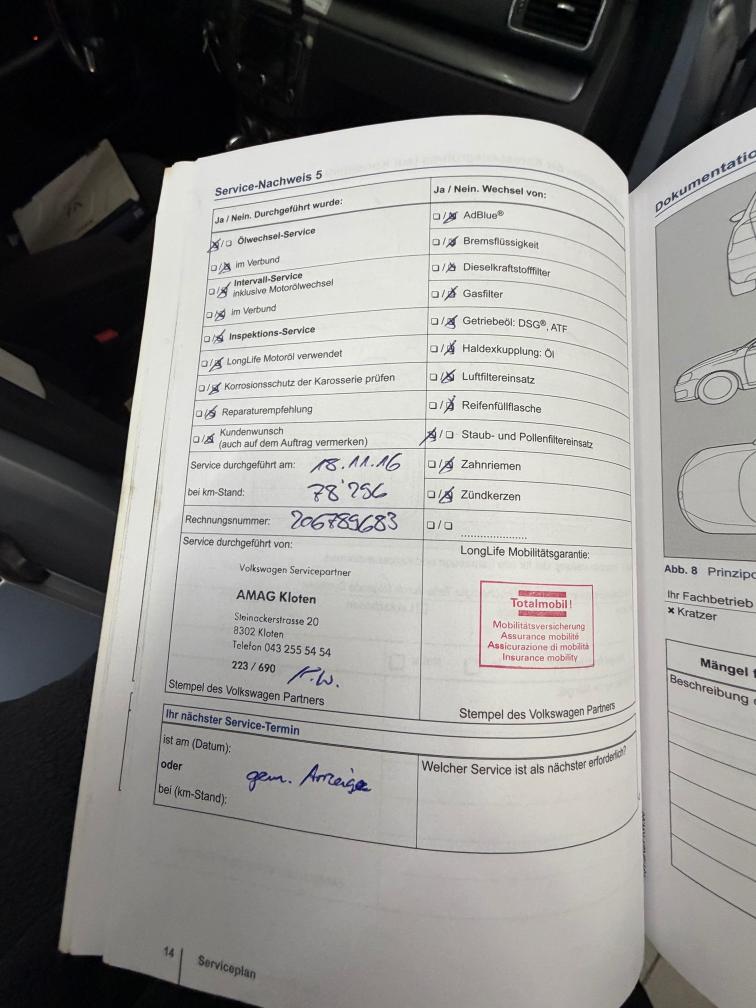 Service-Nachweis 5
Ja / Nein. Durchgeführt wurde:
☒/☐ Ölwechsel-Service
☐/☒ im Verbund
☐/☒ Intervall-Service
inklusive Motorölwechsel
☐/☒ im Verbund
☐/☒ Inspektions-Service
☐/☒ LongLife Motoröl verwendet
☐/☒ Korrosionsschutz der Karosserie prüfen
☐/☒ Reparaturempfehlung
☐/☒ Kundenwunsch
(auch auf dem Auftrag vermerken)
Service durchgeführt am: 18.11.16
bei km-Stand: 78'296
Rechnungsnummer: 206789683
Service durchgeführt von:
Volkswagen Servicepartner
AMAG Kloten
Steinackerstrasse 20
8302 Kloten
Telefon 043 255 54 54
223 / 690
Stempel des Volkswagen Partners
Ja / Nein. Wechsel von:
☐/☒ AdBlue®
☐/☒ Bremsflüssigkeit
☐/☒ Dieselkraftstofffilter
☐/☒ Gasfilter
☐/☒ Getriebeöl: DSG®, ATF
☐/☒ Haldexkupplung: Öl
☐/☒ Luftfiltereinsatz
☐/☒ Reifenfüllflasche
☒/☐ Staub- und Pollenfiltereinsatz
☐/☒ Zahnriemen
☐/☒ Zündkerzen
☐/☐ ....................
LongLife Mobilitätsgarantie:
Totalmobil!
Mobilitätsversicherung
Assurance mobilité
Assicurazione di mobilità
Insurance mobility
Stempel des Volkswagen Partners
Ihr nächster Service-Termin
ist am (Datum):
oder
gem. Anzeige
bei (km-Stand):
Welcher Service ist als nächster erforderlich?
14
Serviceplan
Dokumentatio
Abb. 8 Prinzip
Ihr Fachbetrieb
× Kratzer
Mängel
Beschreibung